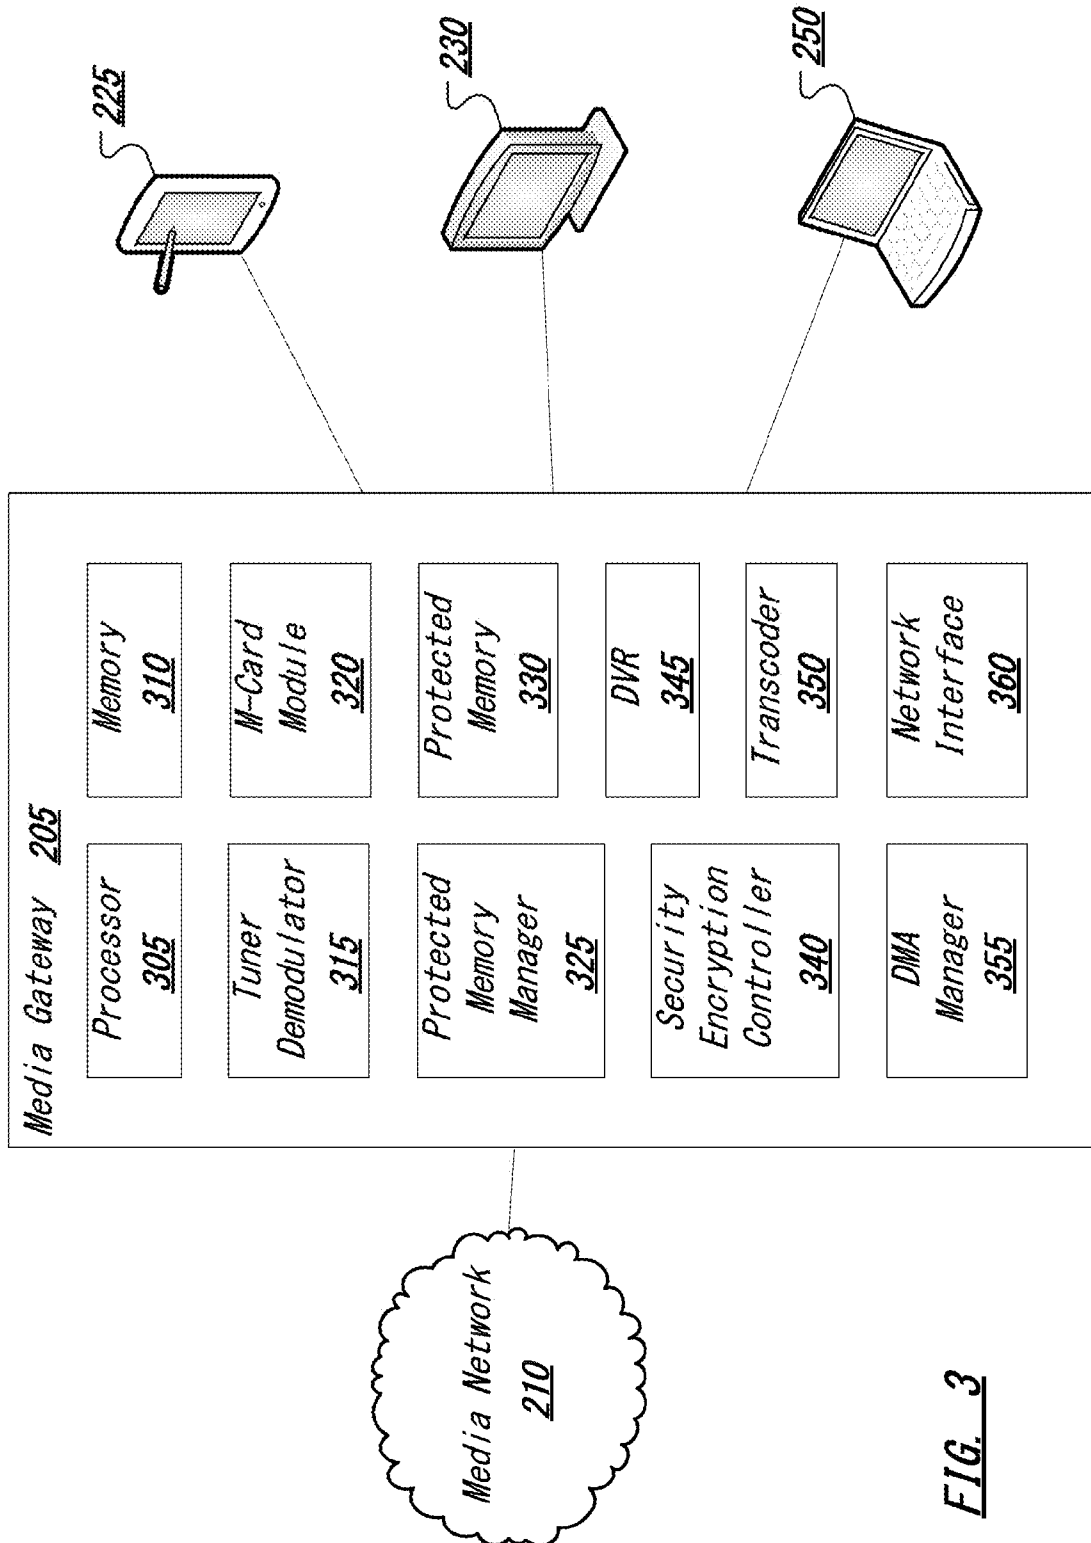 Media Gateway 205
Processor
305
Memory
310
Tuner
Demodulator
315
M-Card
Module
320
Protected
Memory
Manager
325
Protected
Memory
330
Security
Encryption
Controller
340
DVR
345
Transcoder
350
DMA
Manager
355
Network
Interface
360
Media Network
210
225
230
250
FIG. 3